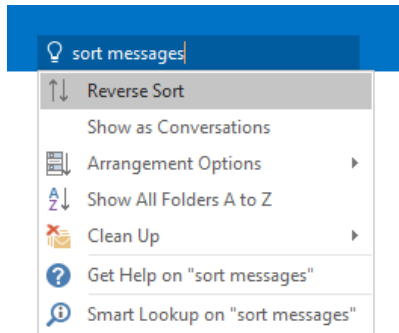 sort messages
Reverse Sort
Show as Conversations
Arrangement Options
Show All Folders A to Z
Clean Up
Get Help on "sort messages"
Smart Lookup on "sort messages"